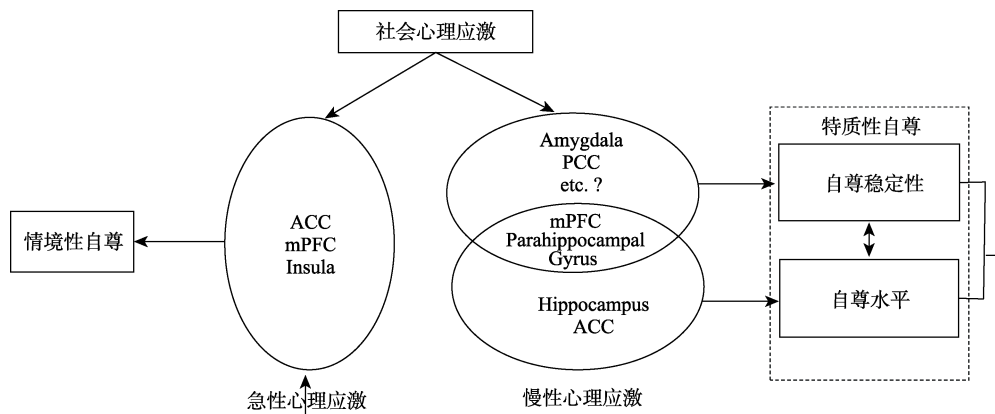 社会心理应激
Amygdala
PCC
etc. ?
mPFC
Parahippocampal
Gyrus
Hippocampus
ACC
ACC
mPFC
Insula
情境性自尊
特质性自尊
自尊稳定性
自尊水平
急性心理应激
慢性心理应激